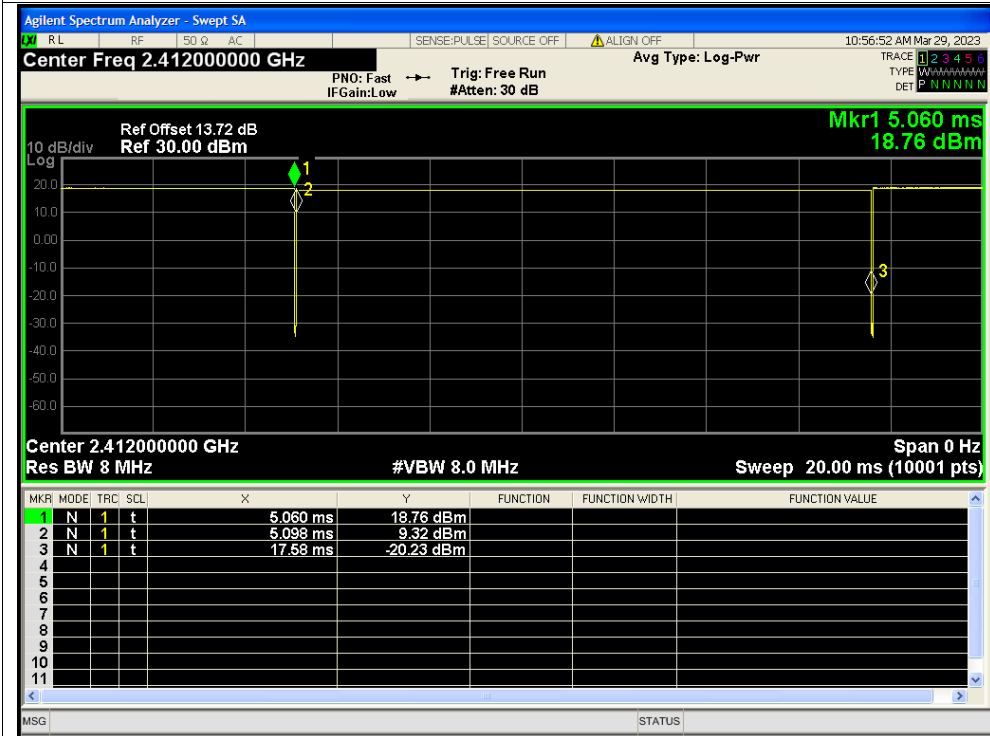 Agilent Spectrum Analyzer - Swept SA
LXI RL RF 50 Ω AC SENSE:PULSE SOURCE OFF ALIGN OFF 10:56:52 AM Mar 29, 2023
Center Freq 2.412000000 GHz Avg Type: Log-Pwr TRACE 1 2 3 4 5 6
PNO: Fast Trig: Free Run TYPE WWWWWW
IFGain:Low #Atten: 30 dB DET P N N N N N
Mkr1 5.060 ms
Ref Offset 13.72 dB 18.76 dBm
10 dB/div Ref 30.00 dBm
Log
1
20.0
2
10.0
0.00
-10.0
3
-20.0
-30.0
-40.0
-50.0
-60.0
Center 2.412000000 GHz Span 0 Hz
Res BW 8 MHz #VBW 8.0 MHz Sweep 20.00 ms (10001 pts)
MKR MODE TRC SCL X Y FUNCTION FUNCTION WIDTH FUNCTION VALUE
1 N 1 t 5.060 ms 18.76 dBm
2 N 1 t 5.098 ms 9.32 dBm
3 N 1 t 17.58 ms -20.23 dBm
4
5
6
7
8
9
10
11
MSG STATUS